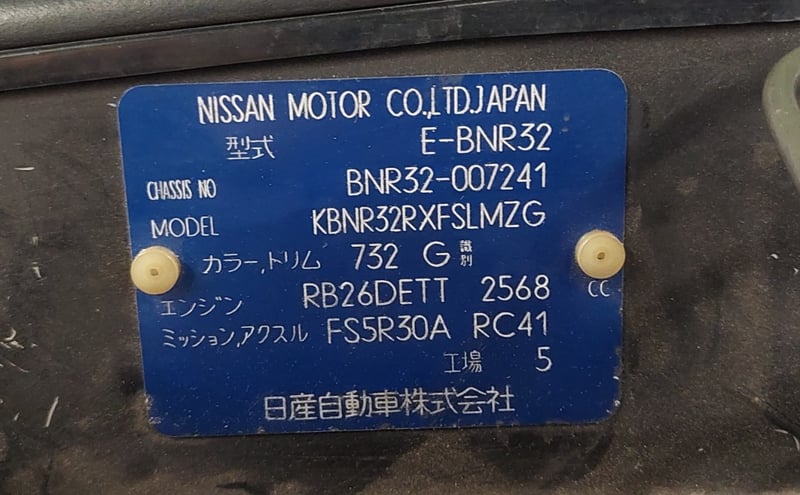 NISSAN MOTOR CO.,LTD.JAPAN
型式 E-BNR32
CHASSIS NO BNR32-007241
MODEL KBNR32RXFSLMZG
カラー,トリム 732 G 識別
エンジン RB26DETT 2568 CC
ミッション,アクスル FS5R30A RC41
工場 5
日産自動車株式会社